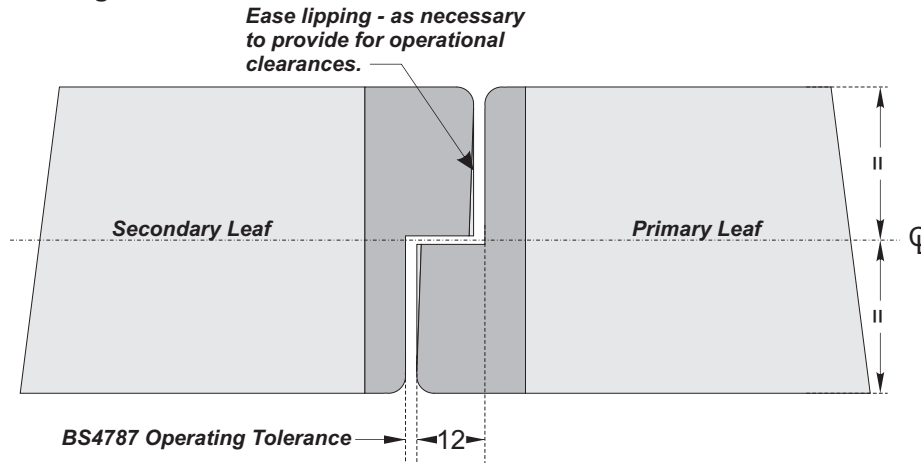 Ease lipping - as necessary
to provide for operational
clearances.
Secondary Leaf
Primary Leaf
℄
=
=
BS4787 Operating Tolerance
12